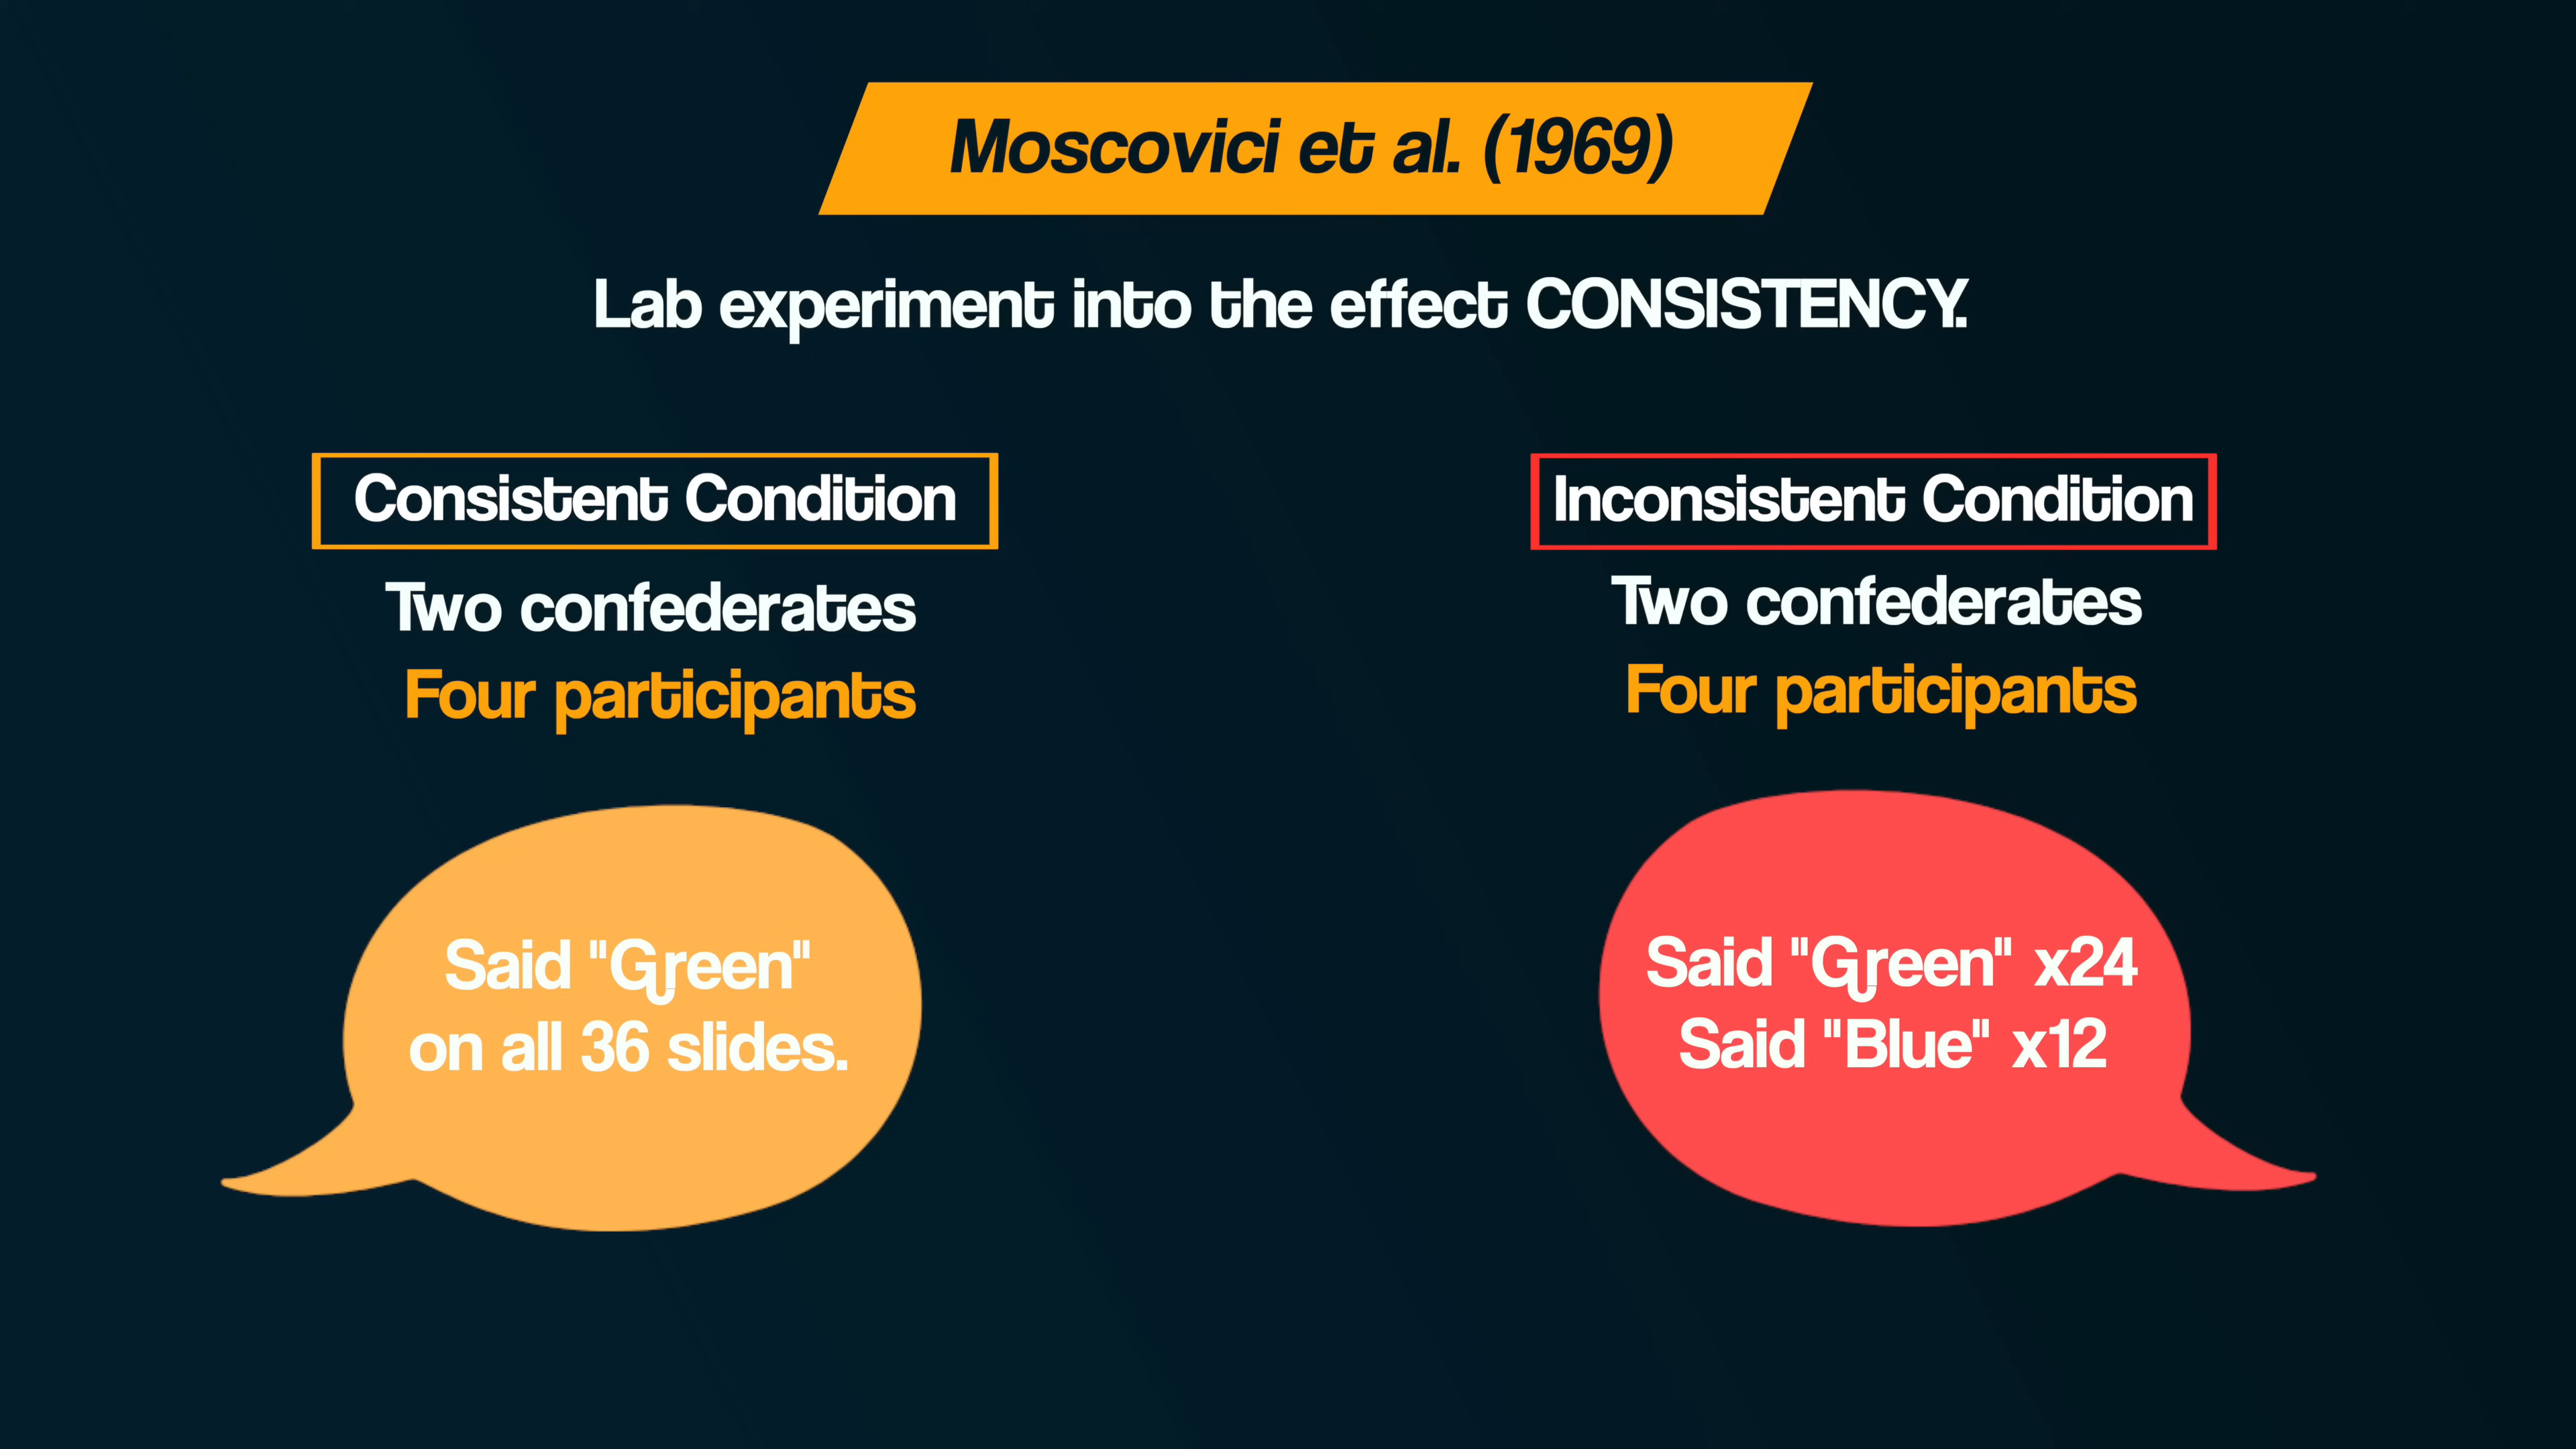 Moscovici et al. (1969)
Lab experiment into the effect CONSISTENCY.
Consistent Condition
Two confederates
Four participants
Said "Green"
on all 36 slides.
Inconsistent Condition
Two confederates
Four participants
Said "Green" x24
Said "Blue" x12